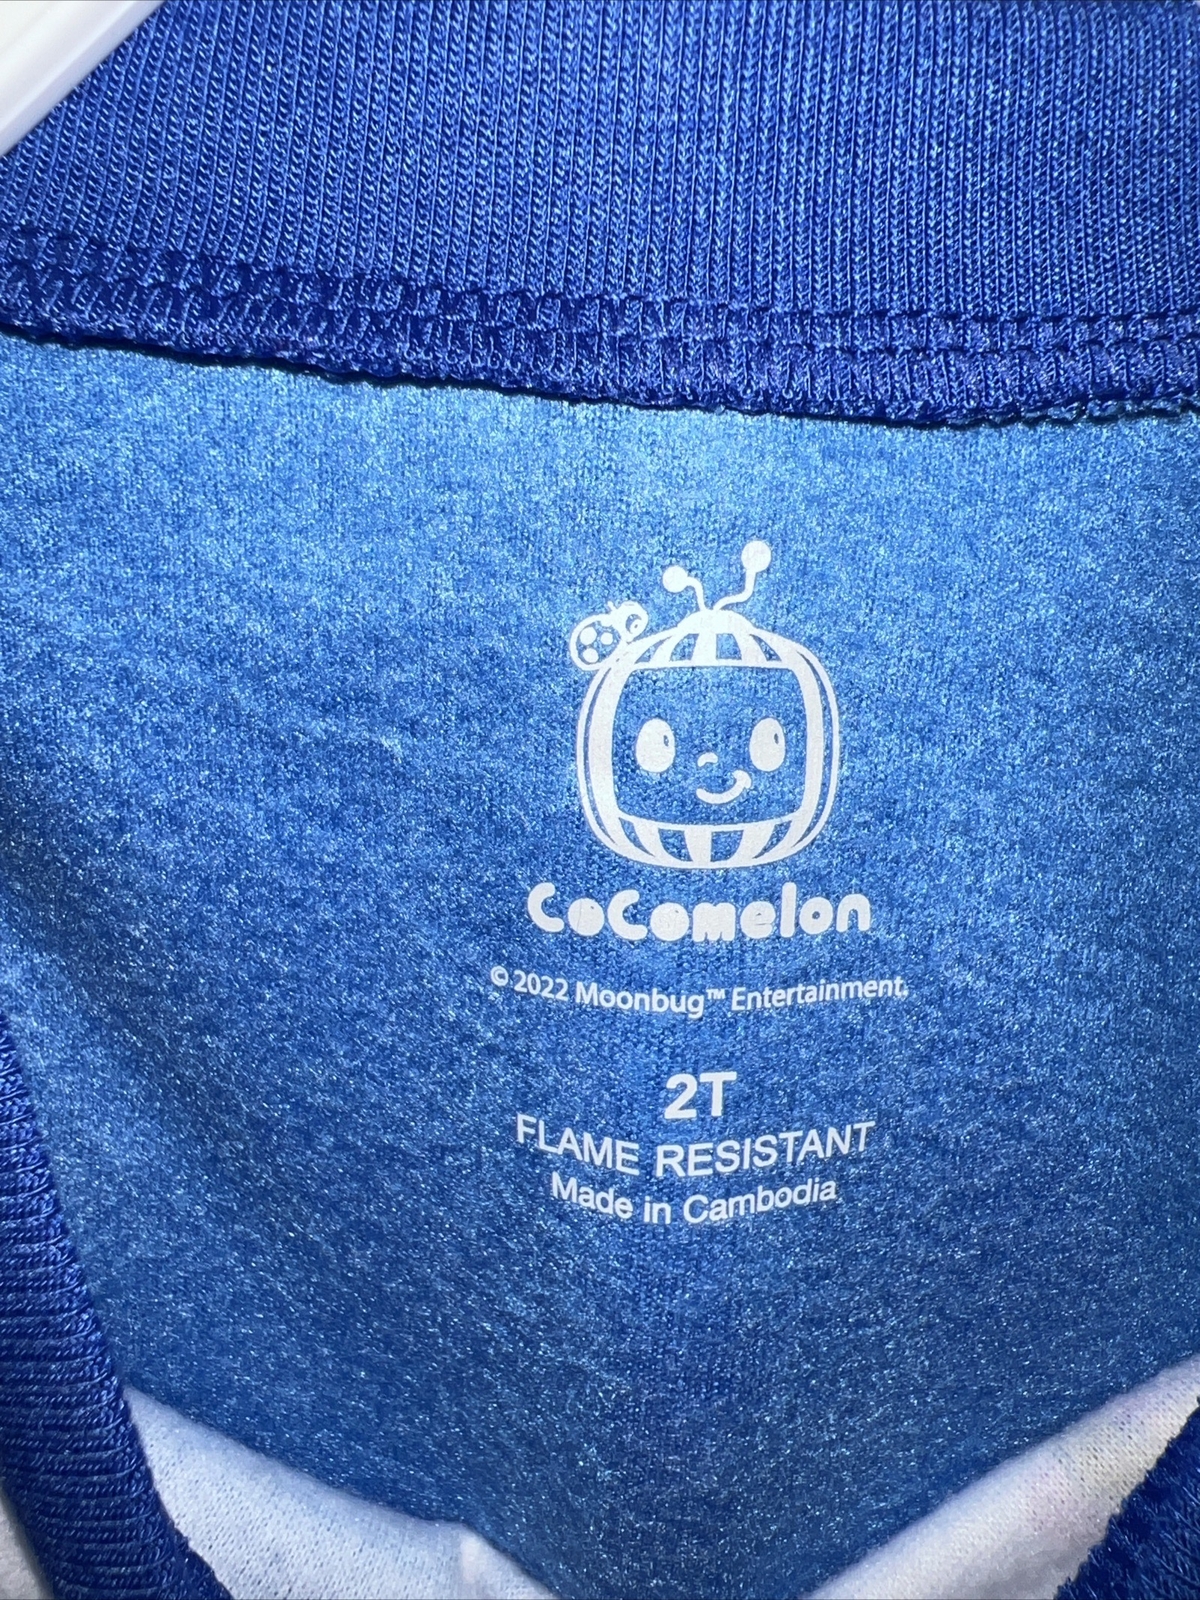 CoComelon
© 2022 Moonbug™ Entertainment.
2T
FLAME RESISTANT
Made in Cambodia